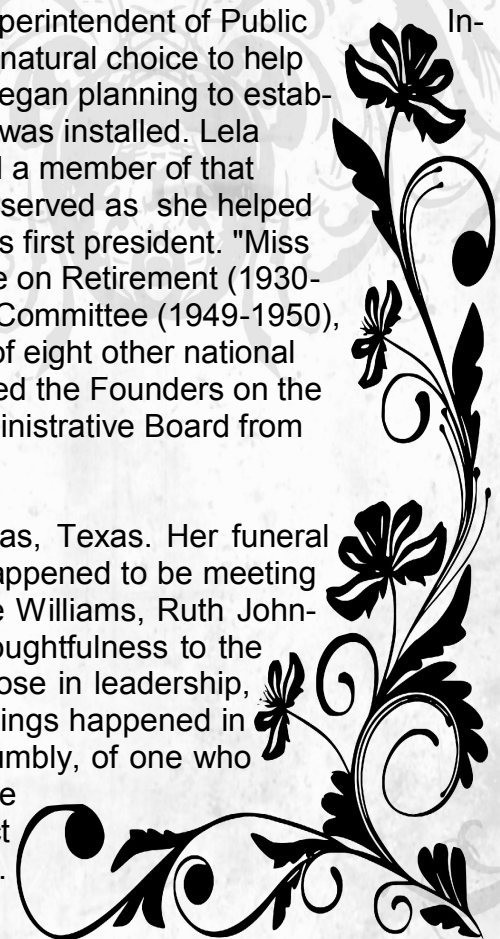 perintendent of Public In-
natural choice to help
egan planning to estab-
was installed. Lela
l a member of that
served as she helped
s first president. "Miss
e on Retirement (1930-
Committee (1949-1950),
of eight other national
ed the Founders on the
inistrative Board from
as, Texas. Her funeral
appened to be meeting
e Williams, Ruth John-
oughtfulness to the
ose in leadership,
ings happened in
umbly, of one who
e
ct
.